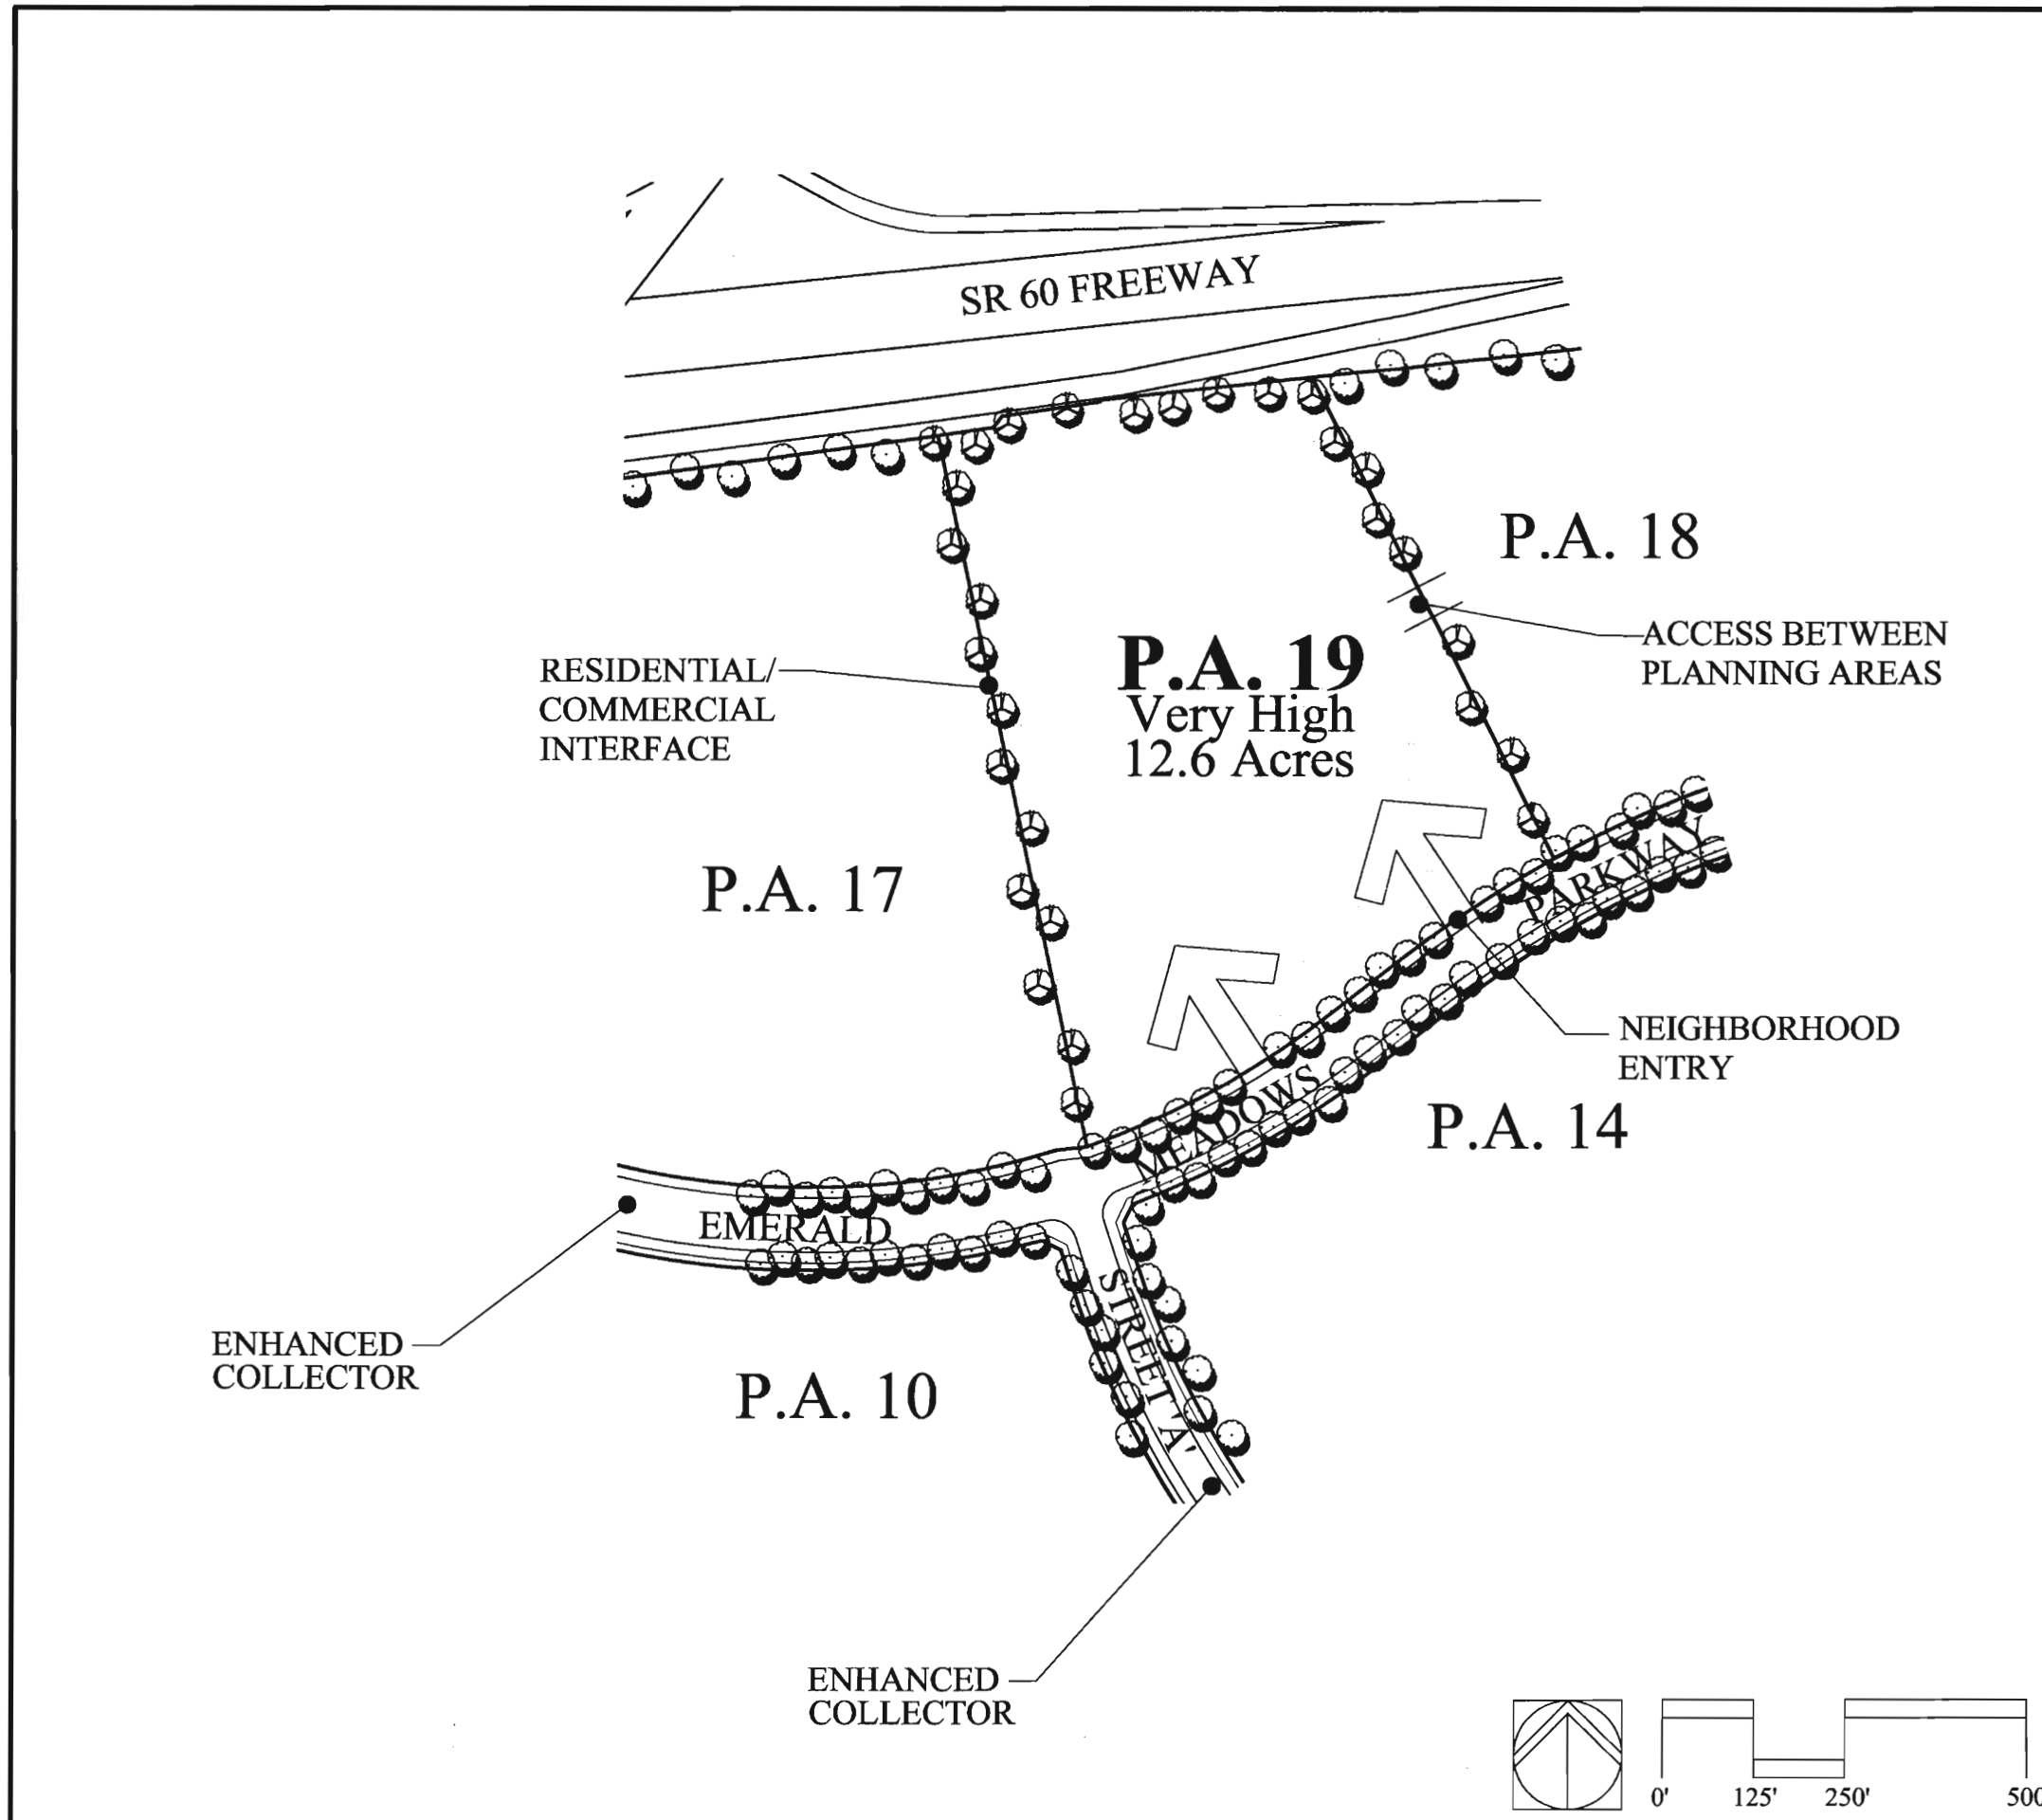 SR 60 FREEWAY
P.A. 18
ACCESS BETWEEN
PLANNING AREAS
P.A. 19
Very High
12.6 Acres
RESIDENTIAL/
COMMERCIAL
INTERFACE
P.A. 17
PARKWAY
NEIGHBORHOOD
ENTRY
MEADOWS
P.A. 14
EMERALD
STREET 'A'
ENHANCED
COLLECTOR
P.A. 10
ENHANCED
COLLECTOR
0' 125' 250' 500